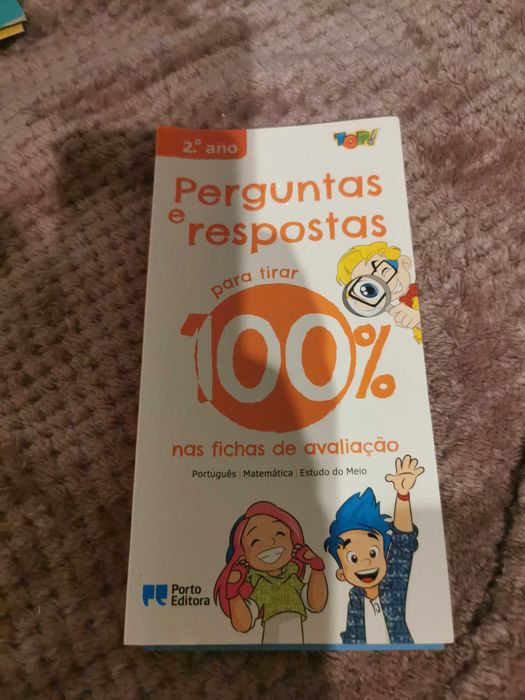 2.º ano
TOP!
Perguntas
e respostas
para tirar
100%
nas fichas de avaliação
Português | Matemática | Estudo do Meio
Porto
Editora